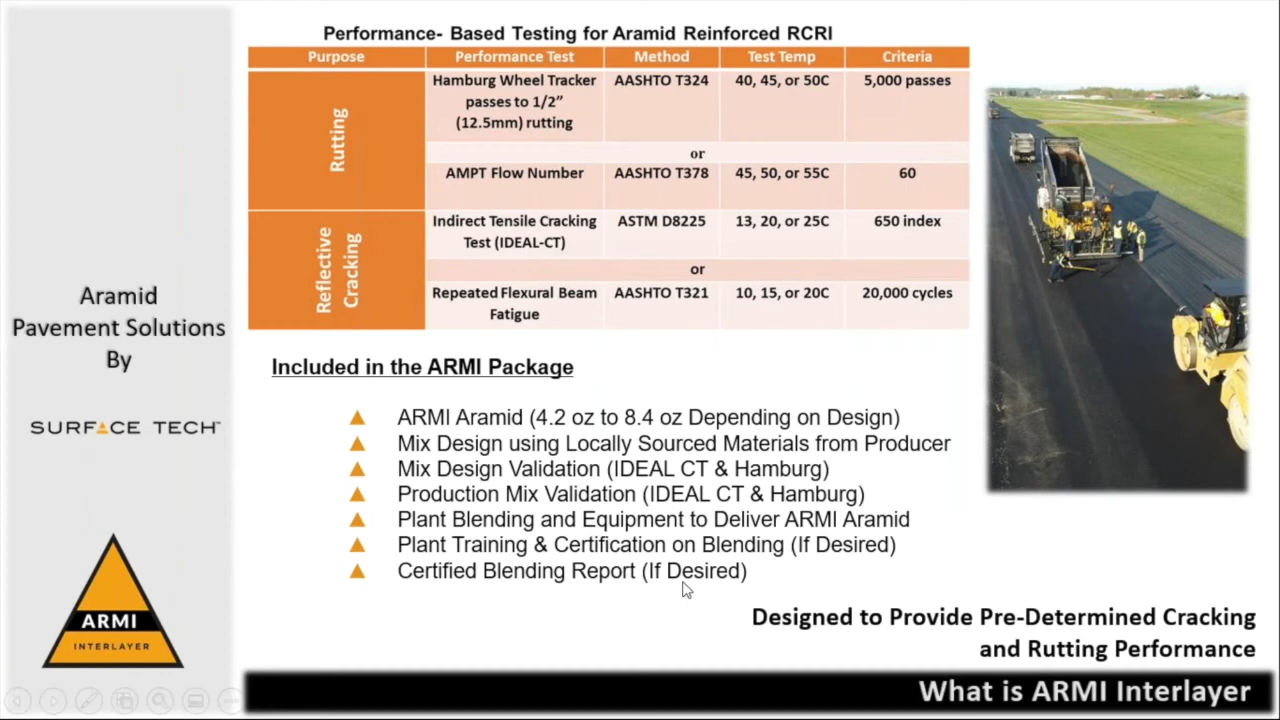 Performance- Based Testing for Aramid Reinforced RCRI
Purpose Performance Test Method Test Temp Criteria
Rutting
Hamburg Wheel Tracker AASHTO T324 40, 45, or 50C 5,000 passes
passes to 1/2”
(12.5mm) rutting
or
AMPT Flow Number AASHTO T378 45, 50, or 55C 60
Reflective
Cracking
Indirect Tensile Cracking ASTM D8225 13, 20, or 25C 650 index
Test (IDEAL-CT)
or
Repeated Flexural Beam AASHTO T321 10, 15, or 20C 20,000 cycles
Fatigue
Aramid
Pavement Solutions
By
SURFACE TECH™
ARMI
INTERLAYER
Included in the ARMI Package
ARMI Aramid (4.2 oz to 8.4 oz Depending on Design)
Mix Design using Locally Sourced Materials from Producer
Mix Design Validation (IDEAL CT & Hamburg)
Production Mix Validation (IDEAL CT & Hamburg)
Plant Blending and Equipment to Deliver ARMI Aramid
Plant Training & Certification on Blending (If Desired)
Certified Blending Report (If Desired)
Designed to Provide Pre-Determined Cracking
and Rutting Performance
What is ARMI Interlayer